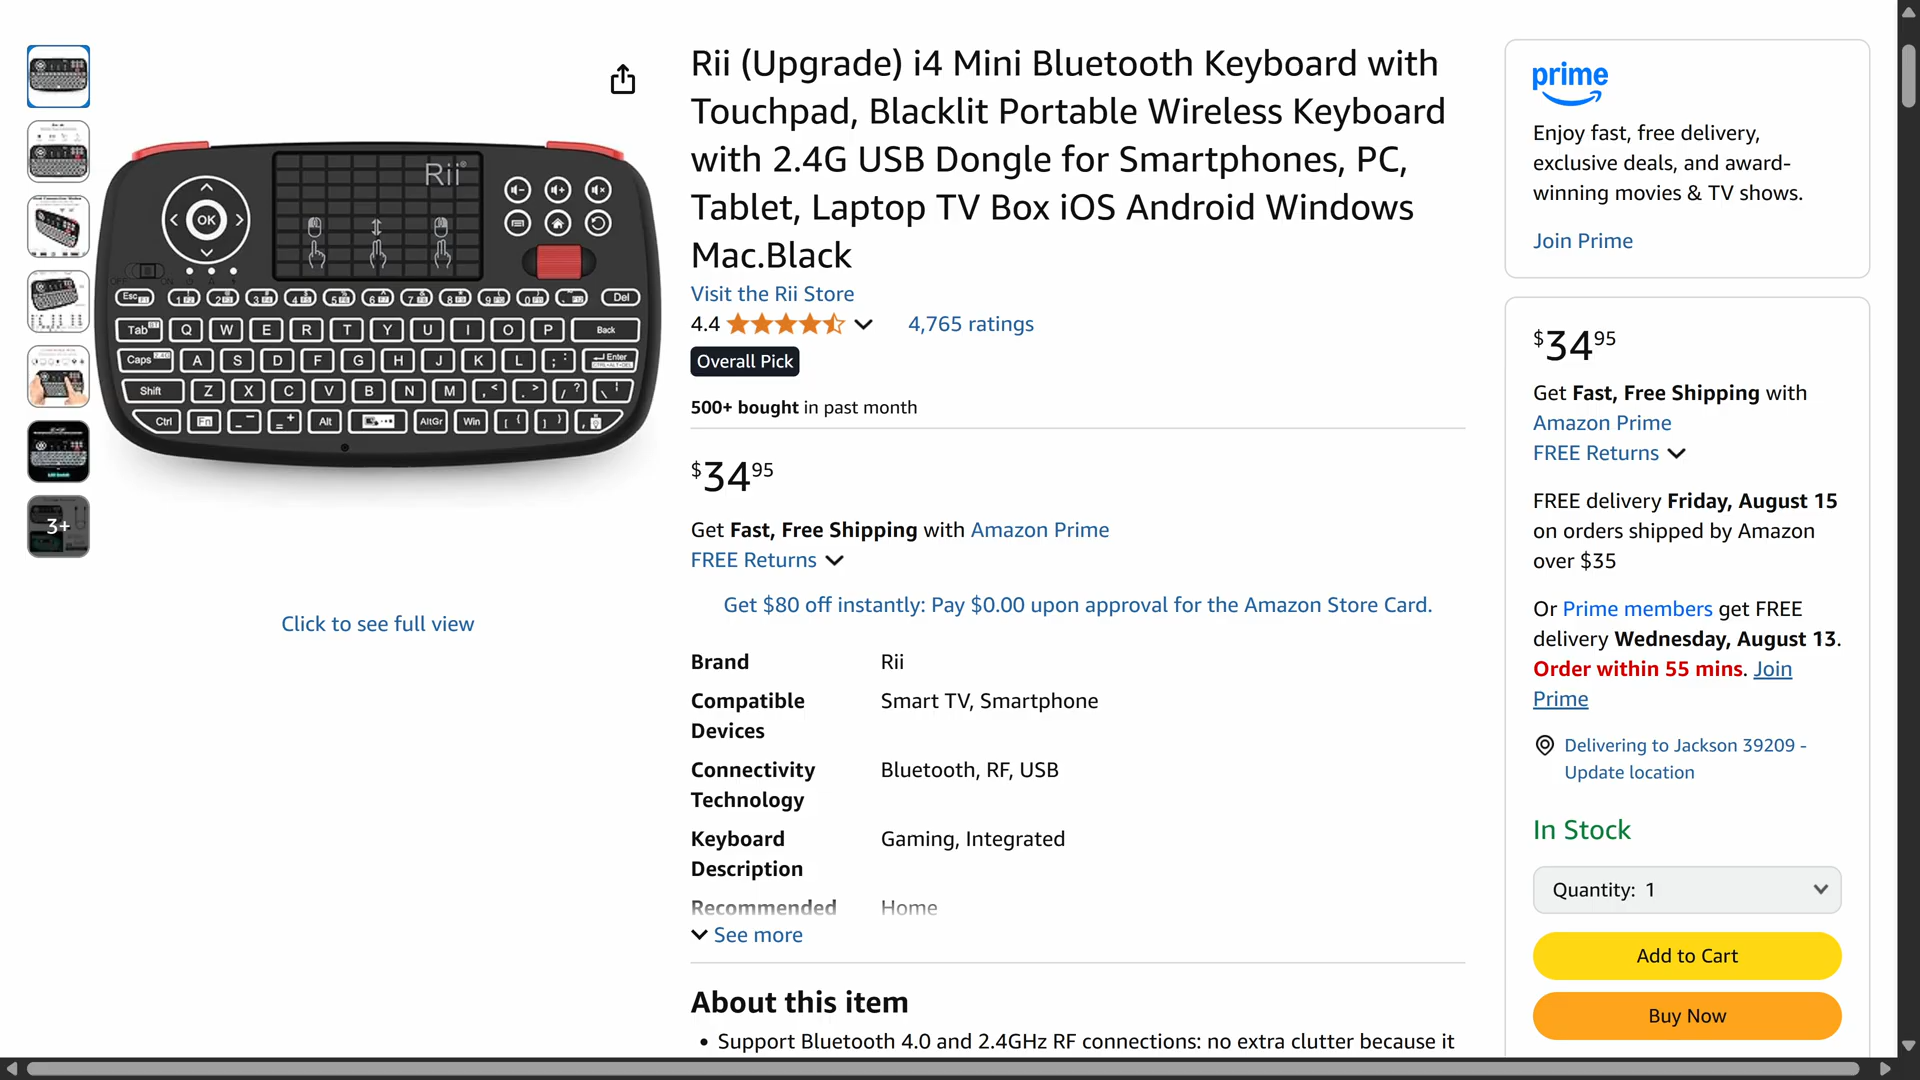 Rii (Upgrade) i4 Mini Bluetooth Keyboard with
Touchpad, Blacklit Portable Wireless Keyboard
with 2.4G USB Dongle for Smartphones, PC,
Tablet, Laptop TV Box iOS Android Windows
Mac.Black
Visit the Rii Store
4.4
4,765 ratings
Overall Pick
500+ bought in past month
$34 95
Get Fast, Free Shipping with Amazon Prime
FREE Returns
Get $80 off instantly: Pay $0.00 upon approval for the Amazon Store Card.
Brand Rii
Compatible Smart TV, Smartphone
Devices
Connectivity Bluetooth, RF, USB
Technology
Keyboard Gaming, Integrated
Description
Recommended Home
See more
About this item
• Support Bluetooth 4.0 and 2.4GHz RF connections: no extra clutter because it
3+
Click to see full view
Rii
OK
Esc 1 2 3 4 5 6 7 8 9 0 Del
Tab Q W E R T Y U I O P Back
Caps A S D F G H J K L ; : Enter
Shift Z X C V B N M , < . > / ? \ !
Ctrl Fn - = + Alt AltGr Win [ { ] }
prime
Enjoy fast, free delivery,
exclusive deals, and award-
winning movies & TV shows.
Join Prime
$34 95
Get Fast, Free Shipping with
Amazon Prime
FREE Returns
FREE delivery Friday, August 15
on orders shipped by Amazon
over $35
Or Prime members get FREE
delivery Wednesday, August 13.
Order within 55 mins. Join
Prime
Delivering to Jackson 39209 -
Update location
In Stock
Quantity: 1
Add to Cart
Buy Now